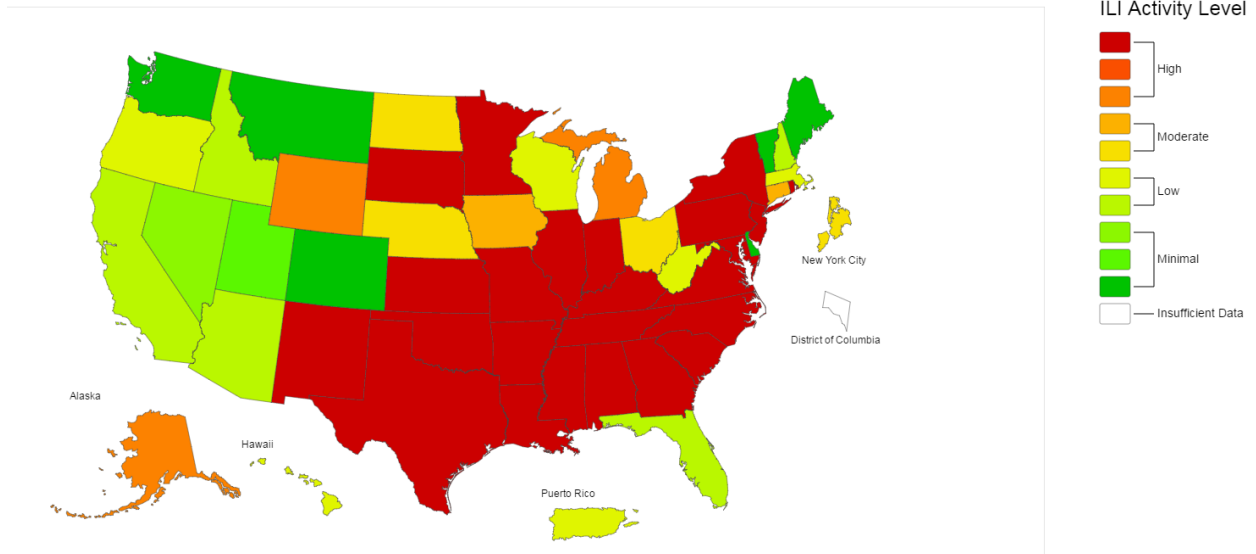 ILI Activity Level
High
Moderate
Low
New York City
Minimal
Insufficient Data
District of Columbia
Alaska
Hawaii
Puerto Rico